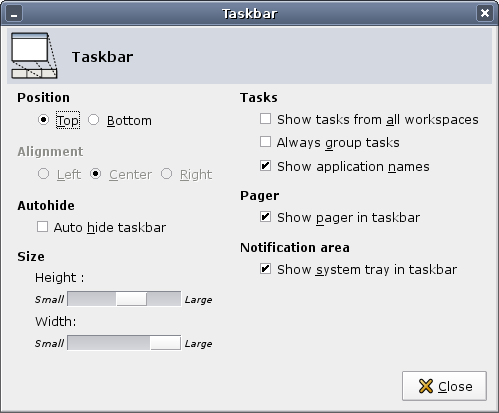 Taskbar
Taskbar
Position
Top Bottom
Alignment
Left Center Right
Autohide
Auto hide taskbar
Size
Height :
Small Large
Width:
Small Large
Tasks
Show tasks from all workspaces
Always group tasks
Show application names
Pager
Show pager in taskbar
Notification area
Show system tray in taskbar
Close